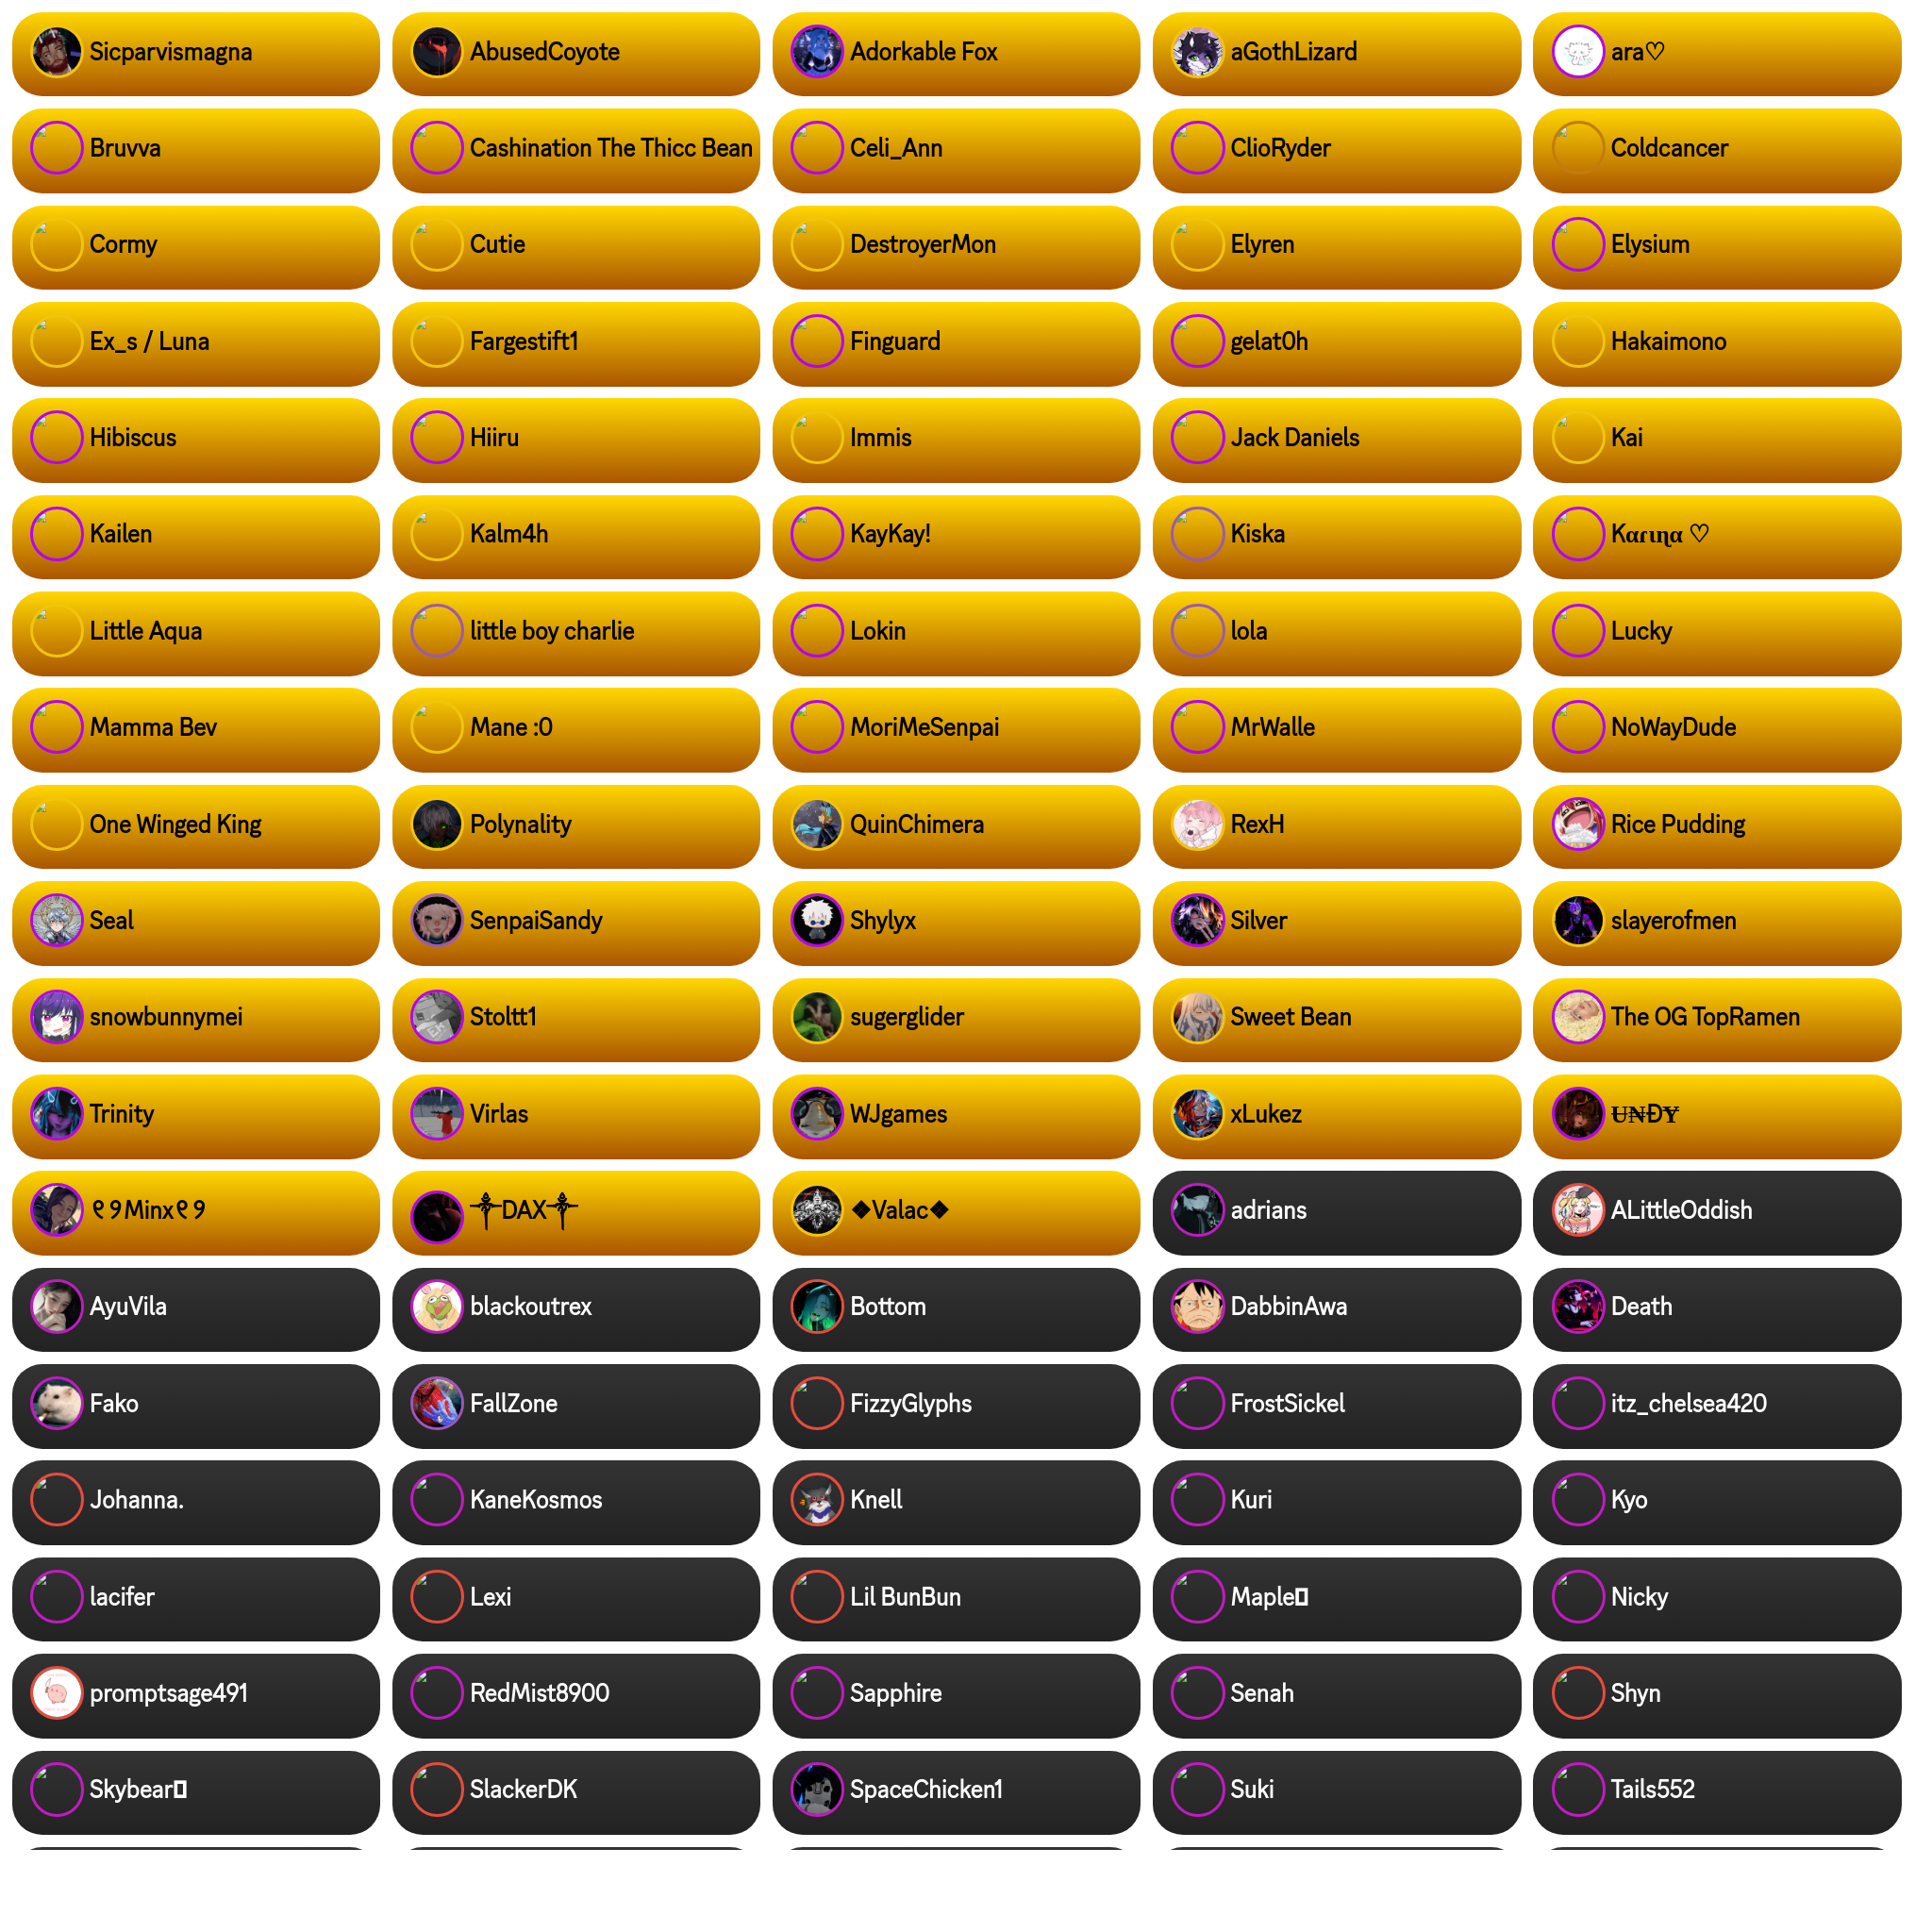 Sicparvismagna
AbusedCoyote
Adorkable Fox
aGothLizard
ara♡
Bruvva
Cashination The Thicc Bean
Celi_Ann
ClioRyder
Coldcancer
Cormy
Cutie
DestroyerMon
Elyren
Elysium
Ex_s / Luna
Fargestift1
Finguard
gelat0h
Hakaimono
Hibiscus
Hiiru
Immis
Jack Daniels
Kai
Kailen
Kalm4h
KayKay!
Kiska
Kαɾιɳα ♡
Little Aqua
little boy charlie
Lokin
lola
Lucky
Mamma Bev
Mane :0
MoriMeSenpai
MrWalle
NoWayDude
One Winged King
Polynality
QuinChimera
RexH
Rice Pudding
Seal
SenpaiSandy
Shylyx
Silver
slayerofmen
snowbunnymei
Stoltt1
sugerglider
Sweet Bean
The OG TopRamen
Trinity
Virlas
WJgames
xLukez
U̶N̶ĐY̶
୧୨Minx୧୨
⸸DAX⸸
❖Valac❖
adrians
ALittleOddish
AyuVila
blackoutrex
Bottom
DabbinAwa
Death
Fako
FallZone
FizzyGlyphs
FrostSickel
itz_chelsea420
Johanna.
KaneKosmos
Knell
Kuri
Kyo
lacifer
Lexi
Lil BunBun
Maple
Nicky
promptsage491
RedMist8900
Sapphire
Senah
Shyn
Skybear
SlackerDK
SpaceChicken1
Suki
Tails552